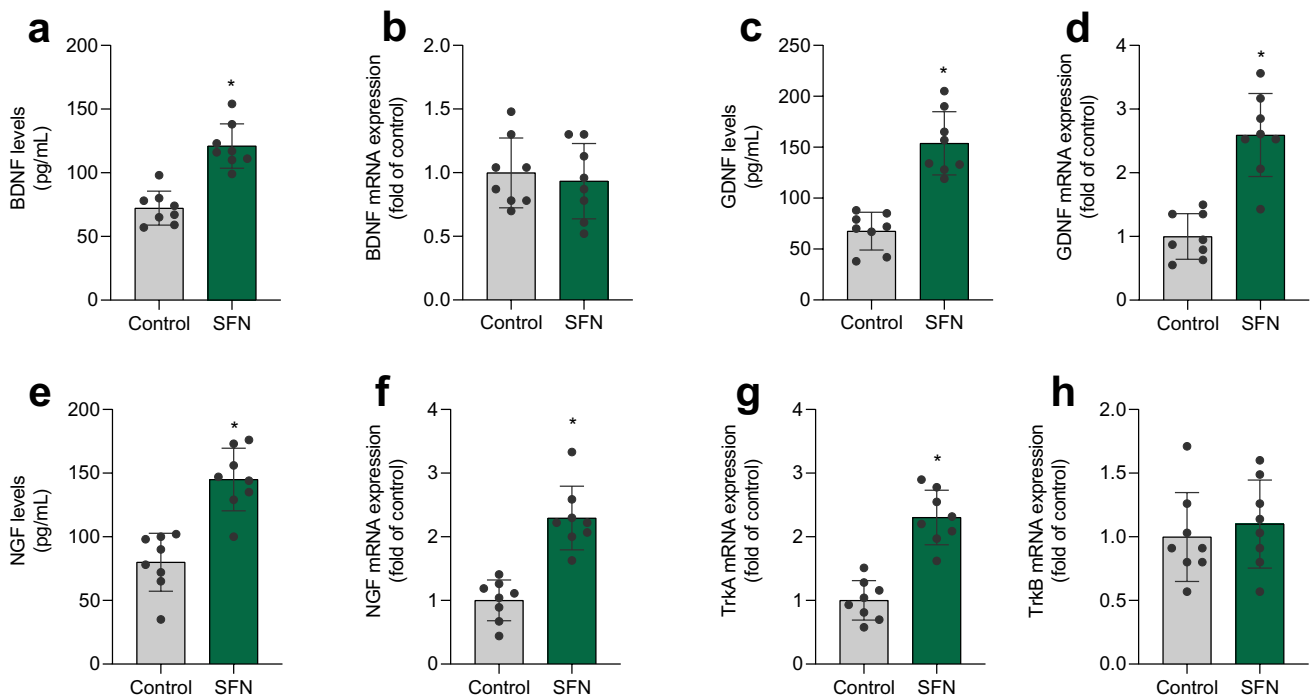 a
BDNF levels
(pg/mL)
200
150
100
50
0
*
Control SFN
b
BDNF mRNA expression
(fold of control)
2.0
1.5
1.0
0.5
0.0
Control SFN
c
GDNF levels
(pg/mL)
250
200
150
100
50
0
*
Control SFN
d
GDNF mRNA expression
(fold of control)
4
3
2
1
0
*
Control SFN
e
NGF levels
(pg/mL)
200
150
100
50
0
*
Control SFN
f
NGF mRNA expression
(fold of control)
4
3
2
1
0
*
Control SFN
g
TrkA mRNA expression
(fold of control)
4
3
2
1
0
*
Control SFN
h
TrkB mRNA expression
(fold of control)
2.0
1.5
1.0
0.5
0.0
Control SFN